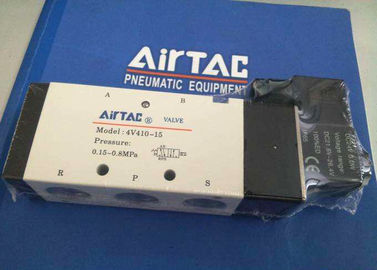 AirTAC
PNEUMATIC EQUIPMENT
A B
AirTAC ® VALVE
Model: 4V410-15
Pressure:
0.15~0.8MPa
R P S